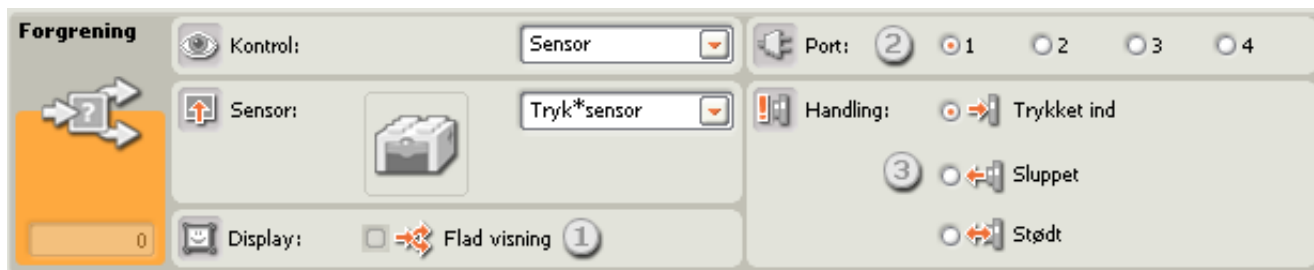 Forgrening
Kontrol: Sensor
Port: 2 1 2 3 4
Sensor: Tryk*sensor
Handling: Trykket ind
3 Sluppet
Stødt
0
Display: Flad visning 1